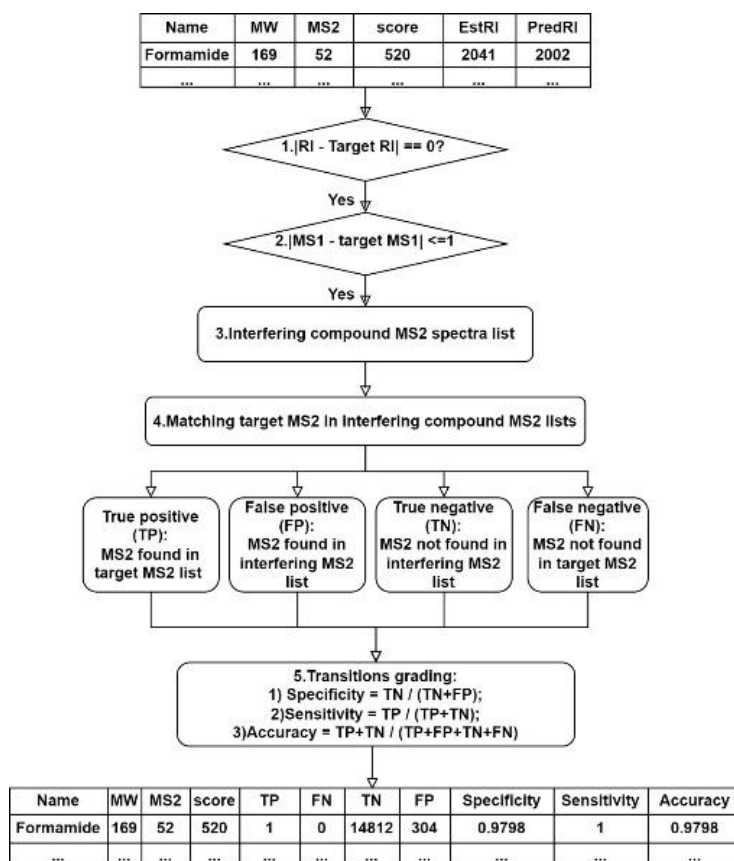 Name MW MS2 score EstRI PredRI
Formamide 169 52 520 2041 2002
... ... ... ... ... ...
1.|RI - Target RI| == 0?
Yes
2.|MS1 - target MS1| <=1
Yes
3.Interfering compound MS2 spectra list
4.Matching target MS2 in interfering compound MS2 lists
True positive
(TP):
MS2 found in
target MS2 list
False positive
(FP):
MS2 found in
interfering MS2
list
True negative
(TN):
MS2 not found in
interfering MS2
list
False negative
(FN):
MS2 not found
in target MS2
list
5.Transitions grading:
1) Specificity = TN / (TN+FP);
2)Sensitivity = TP / (TP+TN);
3)Accuracy = TP+TN / (TP+FP+TN+FN)
Name MW MS2 score TP FN TN FP Specificity Sensitivity Accuracy
Formamide 169 52 520 1 0 14812 304 0.9798 1 0.9798
... ... ... ... ... ... ... ... ... ... ...